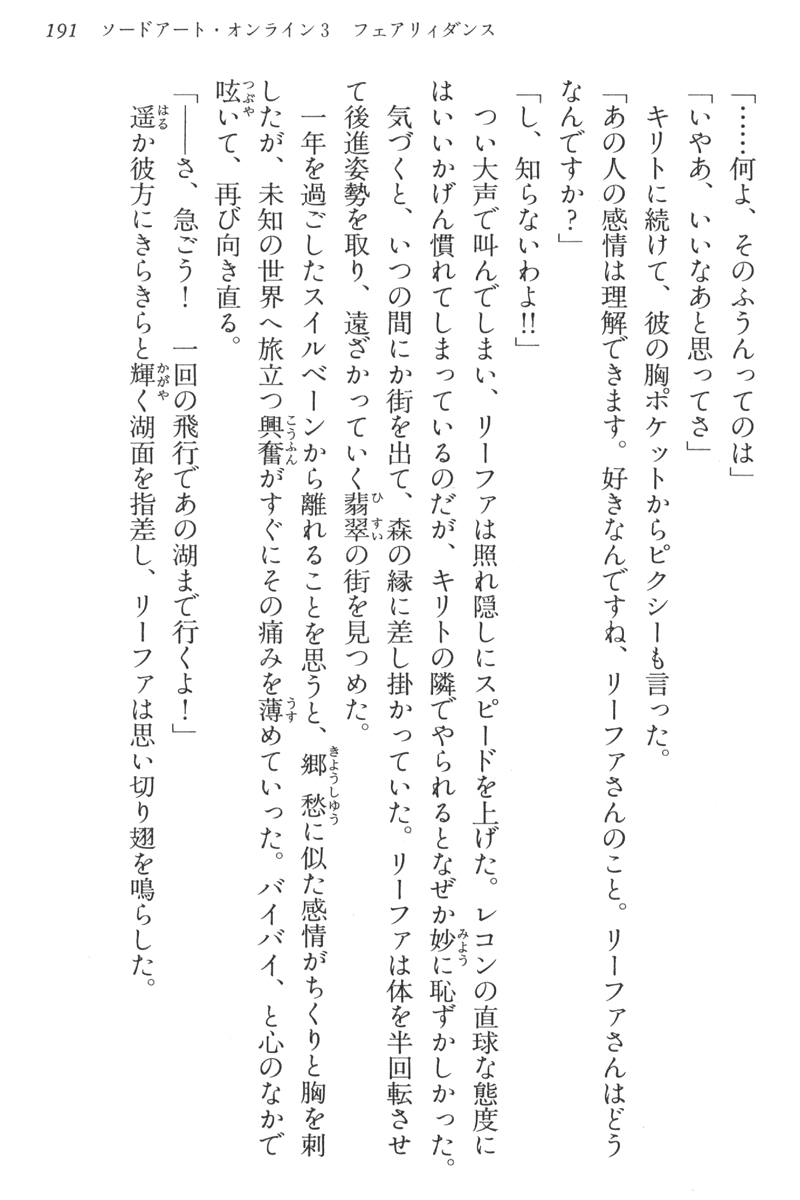 191 ソードアート・オンライン3 フェアリィダンス
「……何よ、そのふうんってのは」
「いやあ、いいなあと思ってさ」
　キリトに続けて、彼の胸ポケットからピクシーも言った。
「あの人の感情は理解できます。好きなんですね、リーファさんのこと。リーファさんはどう
なんですか？」
「し、知らないわよ!!」
　つい大声で叫んでしまい、リーファは照れ隠しにスピードを上げた。レコンの直球な態度に
はいいかげん慣れてしまっているのだが、キリトの隣でやられるとなぜか妙に恥ずかしかった。
　気づくと、いつの間にか街を出て、森の縁に差し掛かっていた。リーファは体を半回転させ
て後進姿勢を取り、遠ざかっていく翡翠の街を見つめた。
　一年を過ごしたスイルベーンから離れることを思うと、郷愁に似た感情がちくりと胸を刺
したが、未知の世界へ旅立つ興奮がすぐにその痛みを薄めていった。バイバイ、と心のなかで
呟いて、再び向き直る。
「――さ、急ごう！　一回の飛行であの湖まで行くよ！」
　遥か彼方にきらきらと輝く湖面を指差し、リーファは思い切り翅を鳴らした。